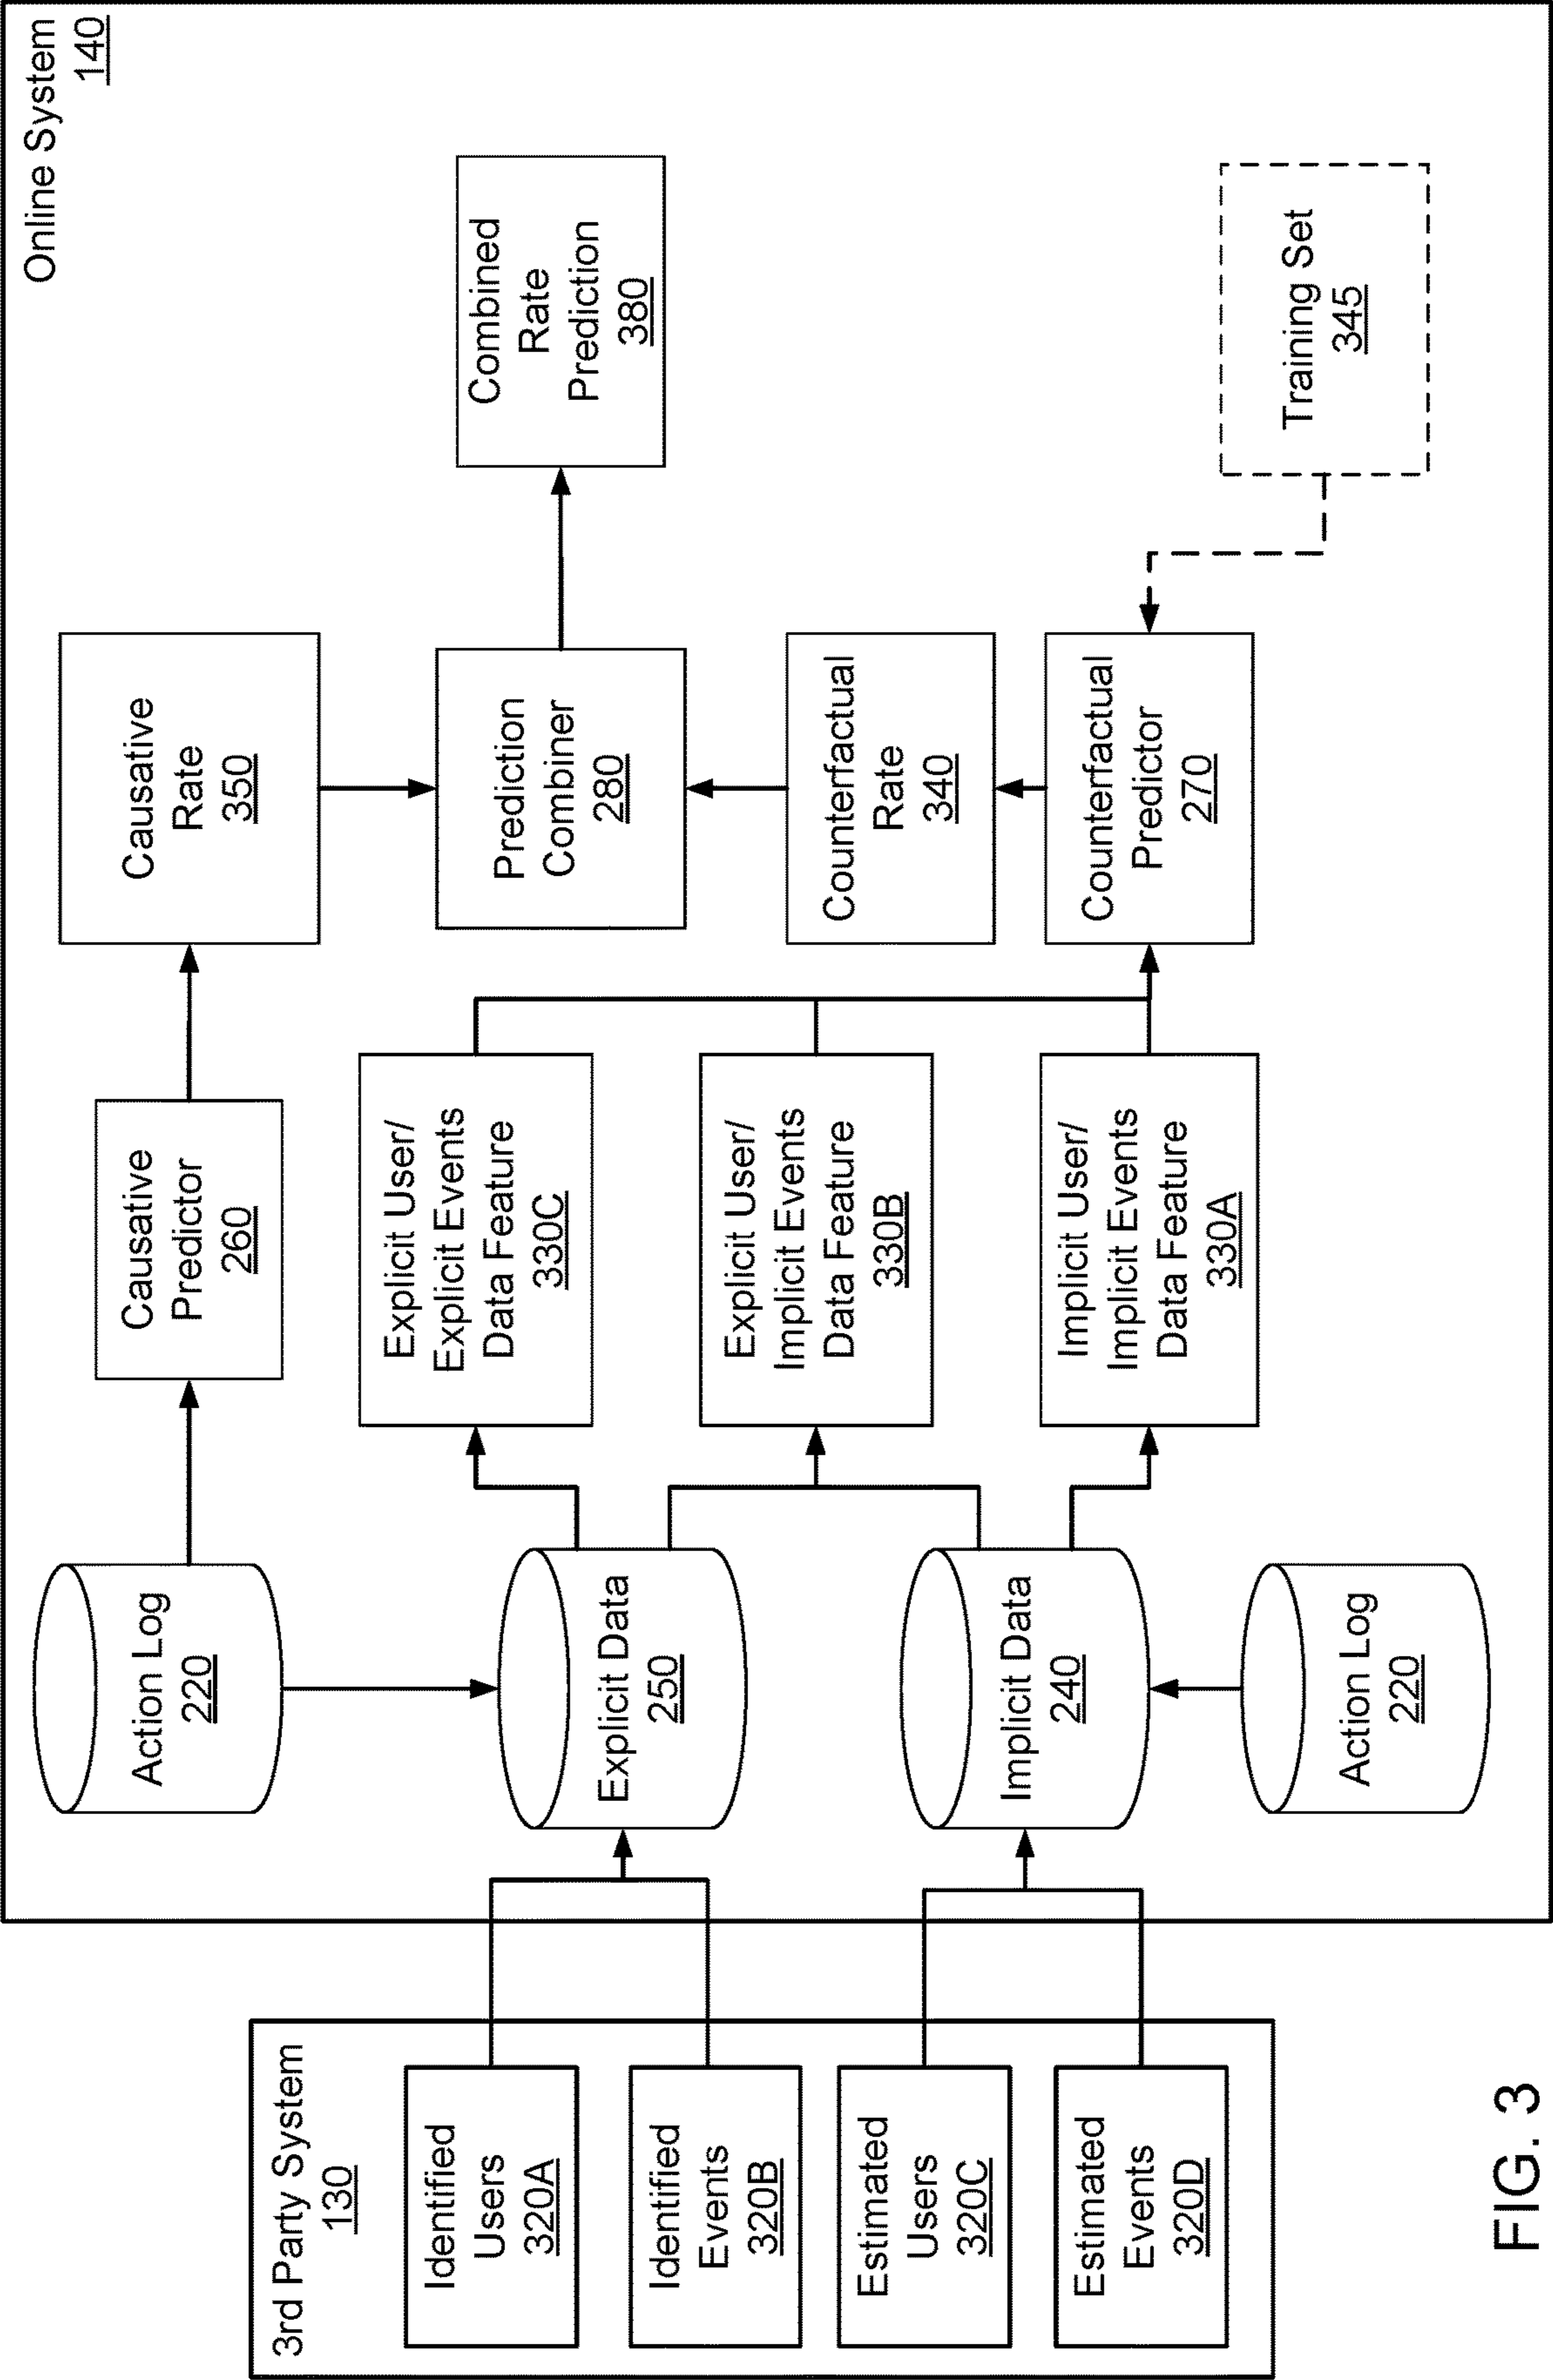 Online System
140
3rd Party System
130
Identified
Users
320A
Identified
Events
320B
Estimated
Users
320C
Estimated
Events
320D
Action Log
220
Explicit Data
250
Implicit Data
240
Action Log
220
Causative
Predictor
260
Explicit User/
Explicit Events
Data Feature
330C
Explicit User/
Implicit Events
Data Feature
330B
Implicit User/
Implicit Events
Data Feature
330A
Causative
Rate
350
Prediction
Combiner
280
Counterfactual
Rate
340
Counterfactual
Predictor
270
Combined
Rate
Prediction
380
Training Set
345
FIG. 3